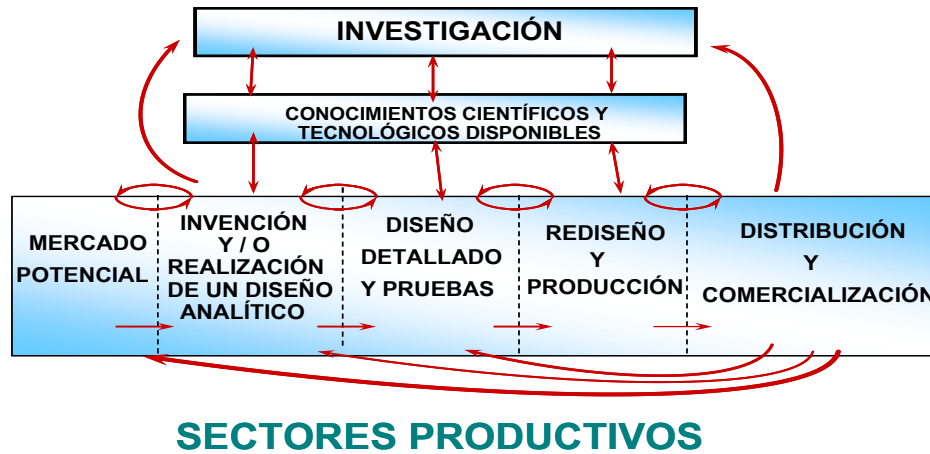 INVESTIGACIÓN
CONOCIMIENTOS CIENTÍFICOS Y
TECNOLÓGICOS DISPONIBLES
MERCADO
POTENCIAL
INVENCIÓN
Y / O
REALIZACIÓN
DE UN DISEÑO
ANALÍTICO
DISEÑO
DETALLADO
Y PRUEBAS
REDISEÑO
Y
PRODUCCIÓN
DISTRIBUCIÓN
Y
COMERCIALIZACIÓN
SECTORES PRODUCTIVOS